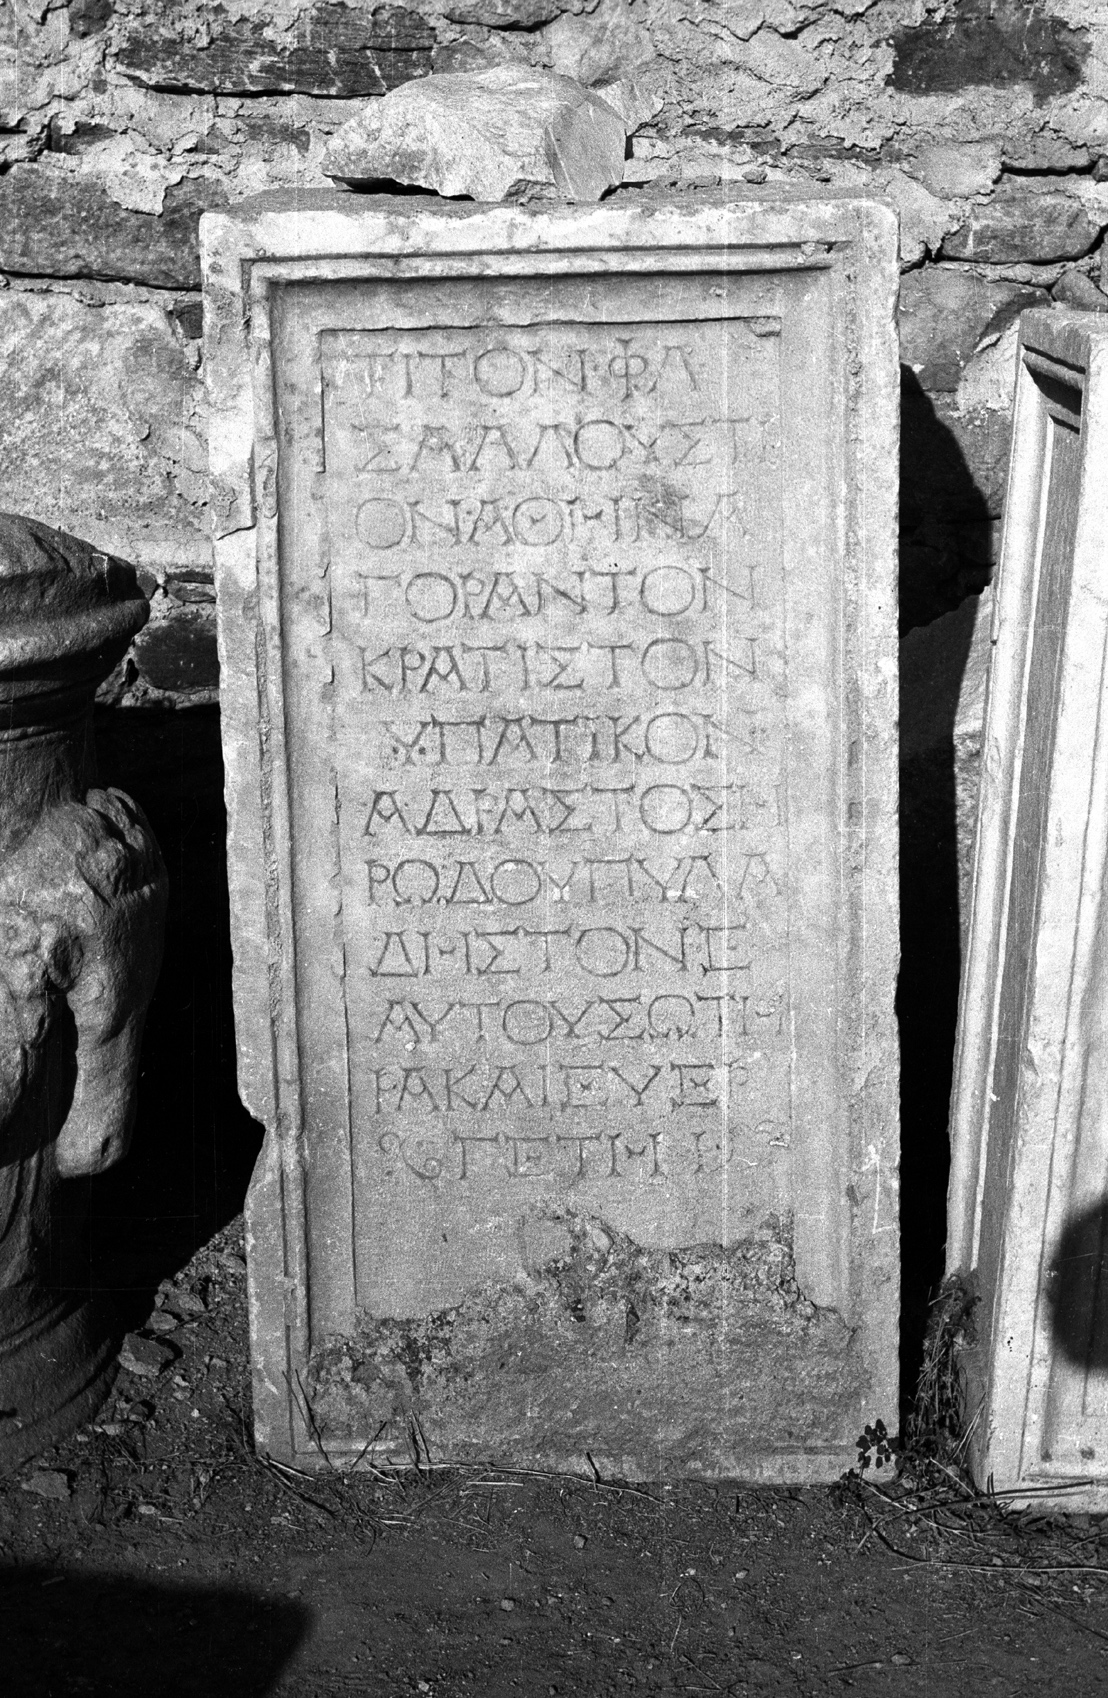 ΤΙΤΟΝ·ΦΛ
ΣΑΛΛΟΥΣΤΙ
ΟΝ·ΑΘΗΝΑ
ΓΟΡΑΝ ΤΟΝ
ΚΡΑΤΙΣΤΟΝ
ΥΠΑΤΙΚΟΝ
ΑΔΡΑΣΤΟΣ Η
ΡΩΔΟΥ ΠΥΛΑ
ΔΗΣ ΤΟΝ Ε
ΑΥΤΟΥ ΣΩΤΗ
ΡΑ ΚΑΙ ΕΥΕΡ
ΓΕΤΗΝ